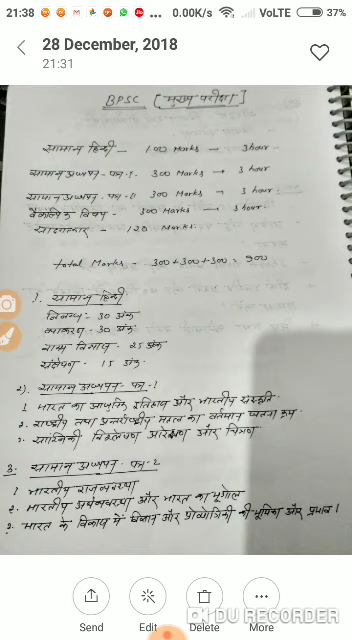 21:38 ... 0.00K/s VoLTE 37%
28 December, 2018
21:31
BPSC [मुख्य परीक्षा]
सामान्य हिन्दी - 100 Marks → 3 hour
सामान्य अध्ययन - पत्र - I 300 Marks → 3 hour
सामान्य अध्ययन - पत्र - II 300 Marks → 3 hour
वैकल्पिक विषय - 300 Marks → 3 hour
साक्षात्कार - 120 Marks
total Marks - 300+300+300 = 900
1. सामान्य हिन्दी
निबन्ध - 30 अंक
व्याकरण - 30 अंक
वाक्य विन्यास - 25 अंक
संक्षेपण - 15 अंक
2). सामान्य अध्ययन पत्र - 1
1. भारत का आधुनिक इतिहास और भारतीय संस्कृति
2. राष्ट्रीय तथा अन्तर्राष्ट्रीय महत्व का वर्तमान घटना क्रम
3. सांख्यिकी विश्लेषण आरेखण और चित्रण
3. सामान्य अध्ययन पत्र - 2
1. भारतीय राजव्यवस्था
2. भारतीय अर्थव्यवस्था और भारत का भूगोल
3. भारत के विकास में विज्ञान और प्रौद्योगिकी की भूमिका और प्रभाव।
Send Edit Delete More
DU RECORDER